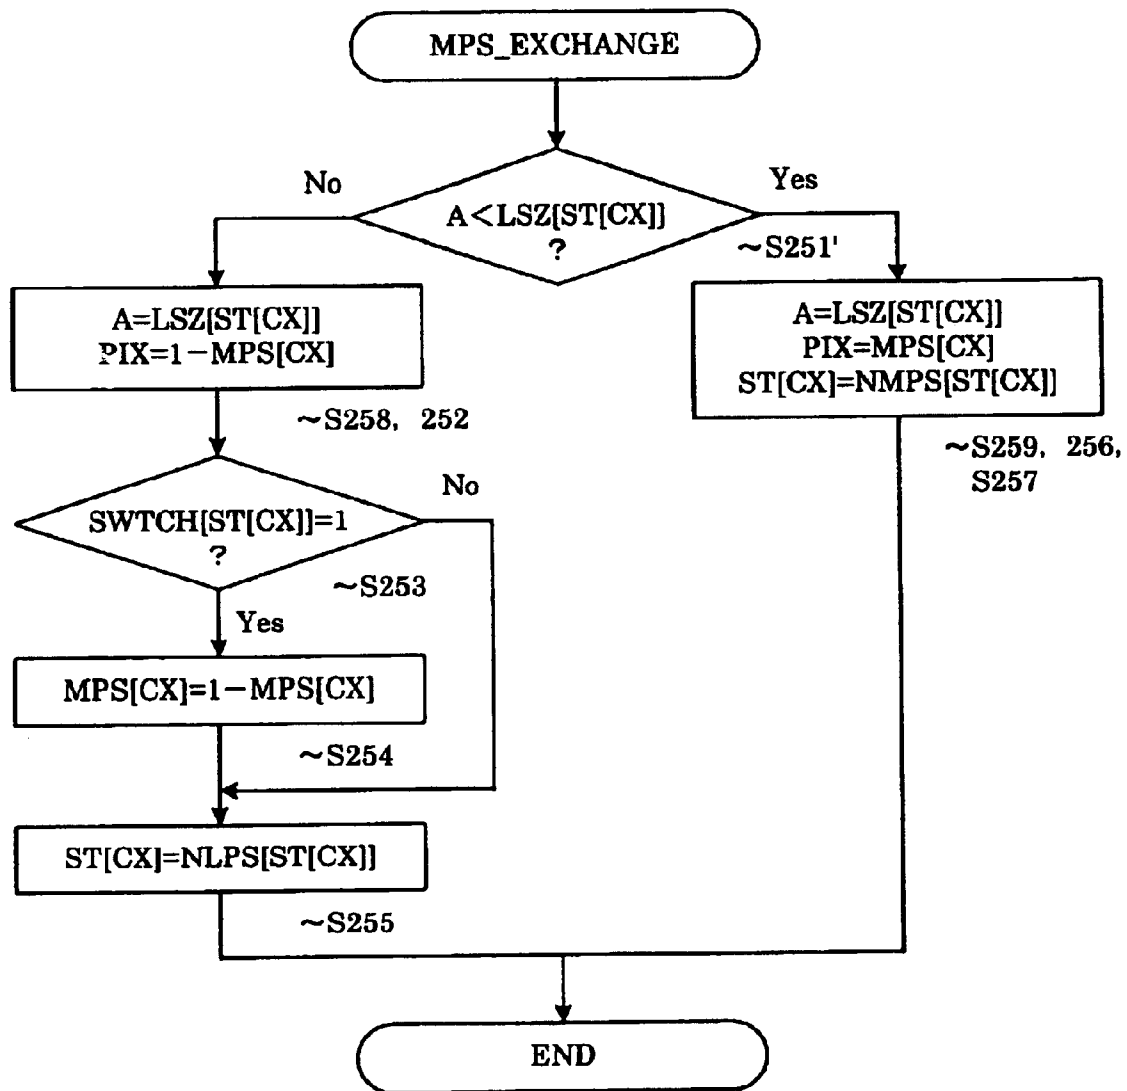 MPS_EXCHANGE
No
Yes
A<LSZ[ST[CX]]
?
~S251'
A=LSZ[ST[CX]]
PIX=1-MPS[CX]
~S258, 252
A=LSZ[ST[CX]]
PIX=MPS[CX]
ST[CX]=NMPS[ST[CX]]
~S259, 256,
S257
SWTCH[ST[CX]]=1
?
No
~S253
Yes
MPS[CX]=1-MPS[CX]
~S254
ST[CX]=NLPS[ST[CX]]
~S255
END